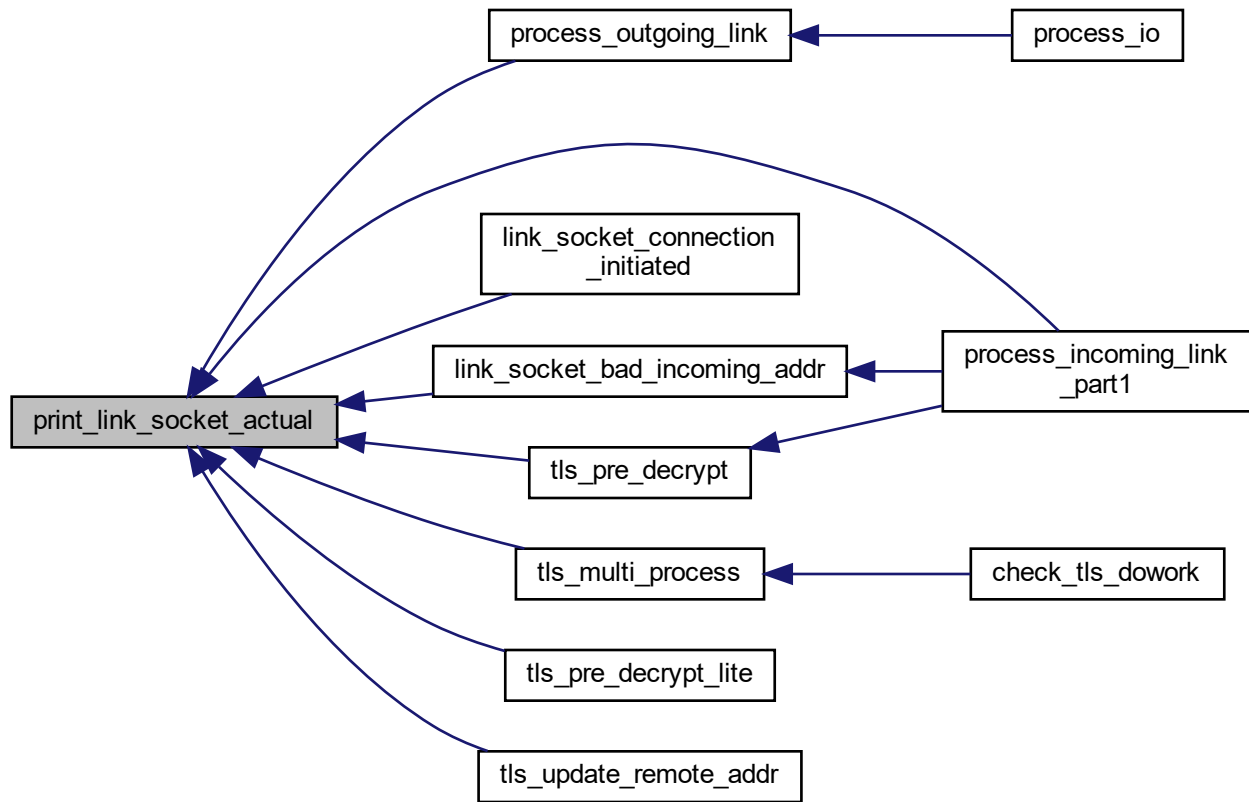 process_outgoing_link
process_io
link_socket_connection
_initiated
process_incoming_link
_part1
link_socket_bad_incoming_addr
print_link_socket_actual
tls_pre_decrypt
tls_multi_process
check_tls_dowork
tls_pre_decrypt_lite
tls_update_remote_addr